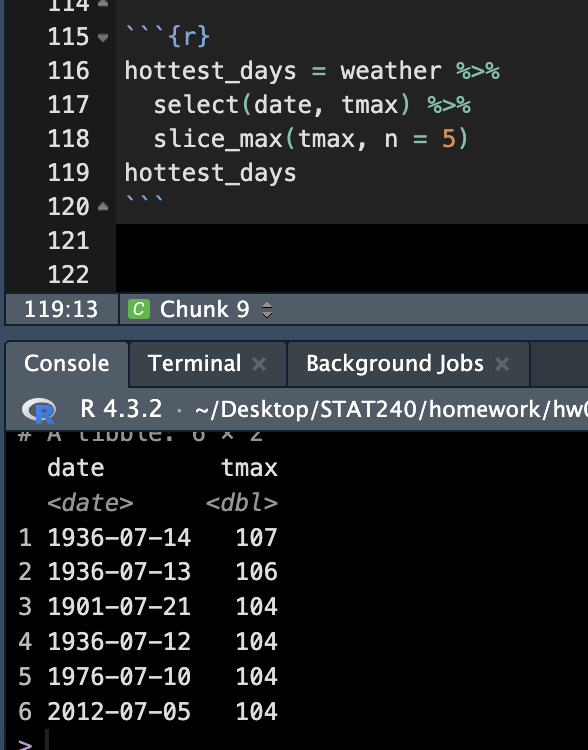 114
115 ```{r}
116 hottest_days = weather %>%
117 select(date, tmax) %>%
118 slice_max(tmax, n = 5)
119 hottest_days
120 ```
121
122
119:13 C Chunk 9
Console Terminal × Background Jobs ×
R R 4.3.2 · ~/Desktop/STAT240/homework/hw0
# A tibble: 6 × 2
date tmax
<date> <dbl>
1 1936-07-14 107
2 1936-07-13 106
3 1901-07-21 104
4 1936-07-12 104
5 1976-07-10 104
6 2012-07-05 104
>